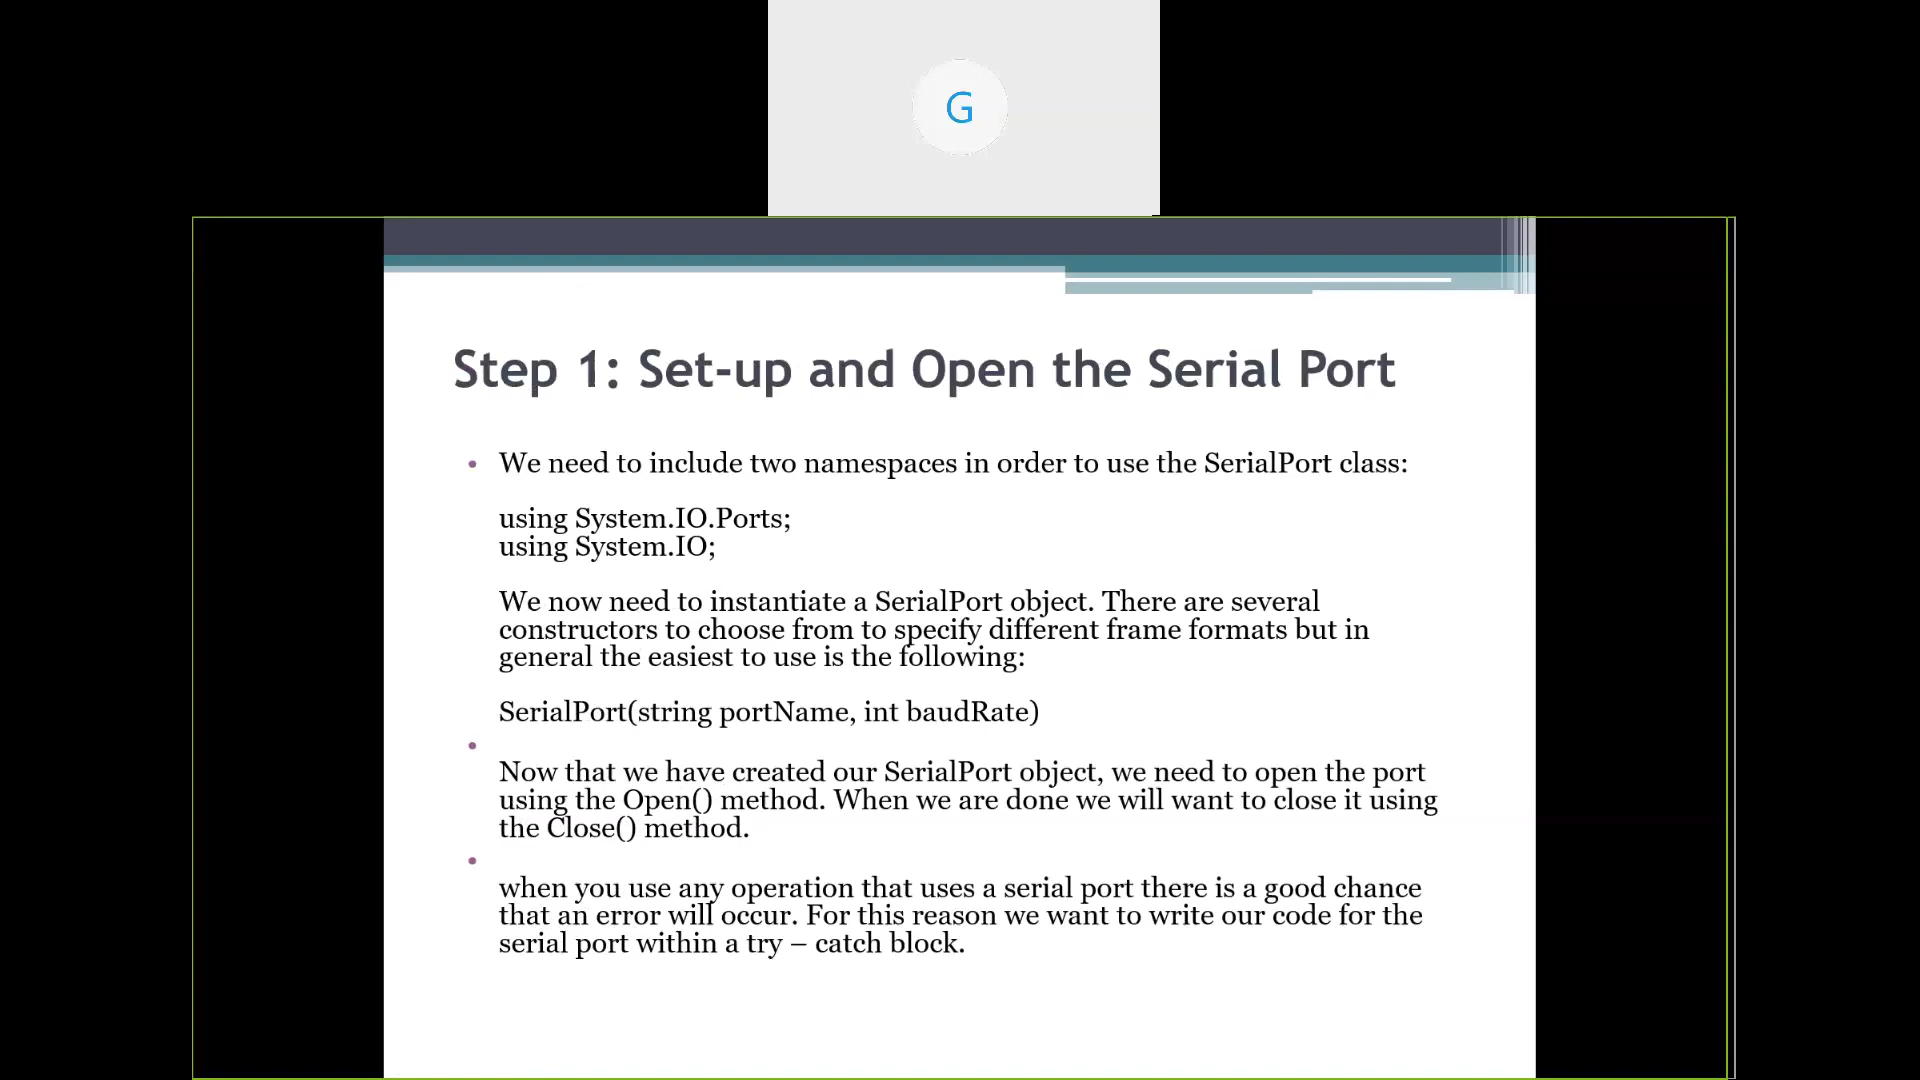 G
Step 1: Set-up and Open the Serial Port
• We need to include two namespaces in order to use the SerialPort class:
using System.IO.Ports;
using System.IO;
We now need to instantiate a SerialPort object. There are several
constructors to choose from to specify different frame formats but in
general the easiest to use is the following:
SerialPort(string portName, int baudRate)
•
Now that we have created our SerialPort object, we need to open the port
using the Open() method. When we are done we will want to close it using
the Close() method.
•
when you use any operation that uses a serial port there is a good chance
that an error will occur. For this reason we want to write our code for the
serial port within a try – catch block.